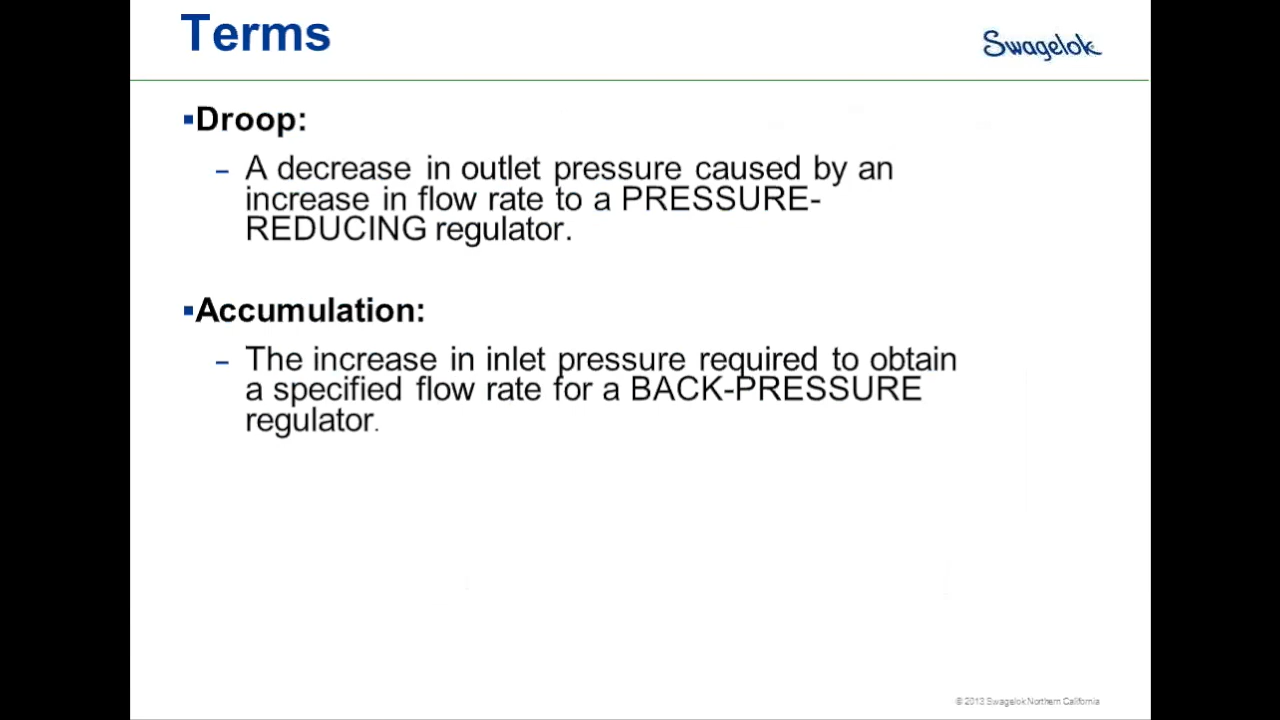 Terms
Swagelok
▪Droop:
– A decrease in outlet pressure caused by an
increase in flow rate to a PRESSURE-
REDUCING regulator.
▪Accumulation:
– The increase in inlet pressure required to obtain
a specified flow rate for a BACK-PRESSURE
regulator.
© 2013 Swagelok Northern California